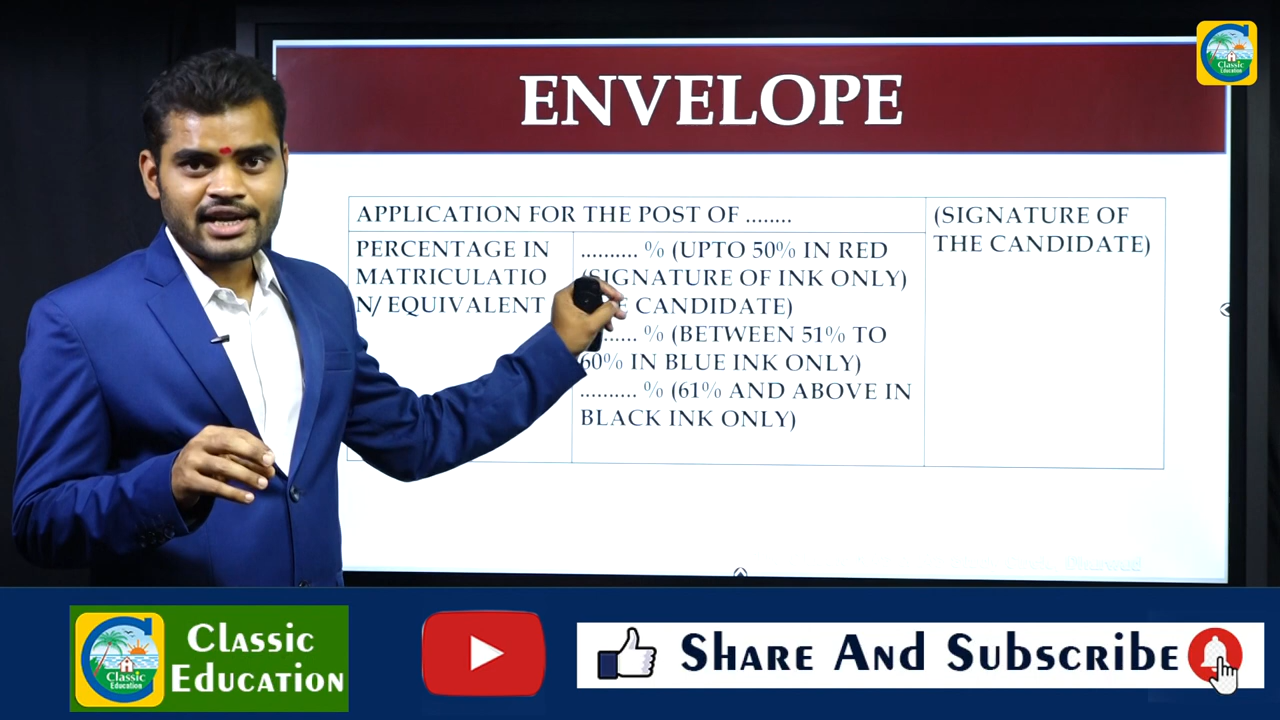 ENVELOPE
Classic
Education
APPLICATION FOR THE POST OF ........
(SIGNATURE OF
THE CANDIDATE)
PERCENTAGE IN
MATRICULATIO
N/ EQUIVALENT
.......... % (UPTO 50% IN RED
(SIGNATURE OF INK ONLY)
CANDIDATE)
...... % (BETWEEN 51% TO
60% IN BLUE INK ONLY)
.......... % (61% AND ABOVE IN
BLACK INK ONLY)
Classic
Education
Classic
Education
Share And Subscribe